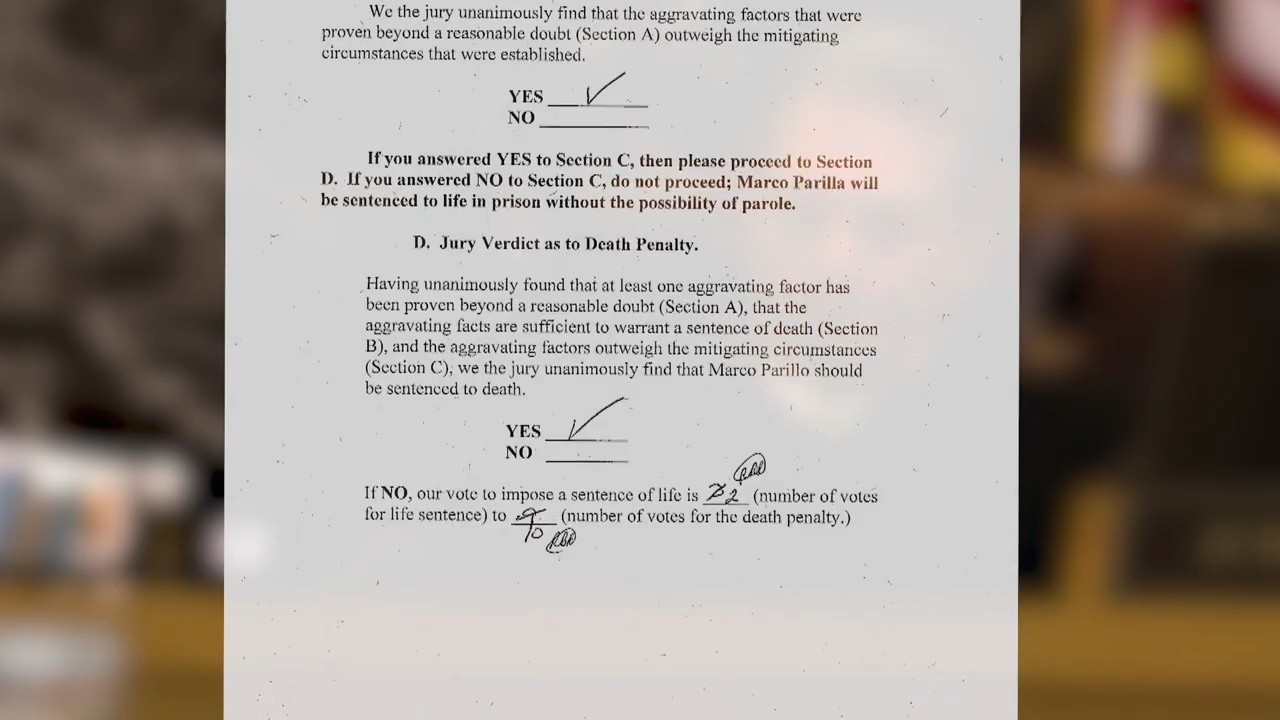 We the jury unanimously find that the aggravating factors that were
proven beyond a reasonable doubt (Section A) outweigh the mitigating
circumstances that were established.
YES ✓
NO
If you answered YES to Section C, then please proceed to Section
D. If you answered NO to Section C, do not proceed; Marco Parilla will
be sentenced to life in prison without the possibility of parole.
D. Jury Verdict as to Death Penalty.
Having unanimously found that at least one aggravating factor has
been proven beyond a reasonable doubt (Section A), that the
aggravating facts are sufficient to warrant a sentence of death (Section
B), and the aggravating factors outweigh the mitigating circumstances
(Section C), we the jury unanimously find that Marco Parillo should
be sentenced to death.
YES ✓
NO
If NO, our vote to impose a sentence of life is 2 (number of votes
for life sentence) to (number of votes for the death penalty.)
10